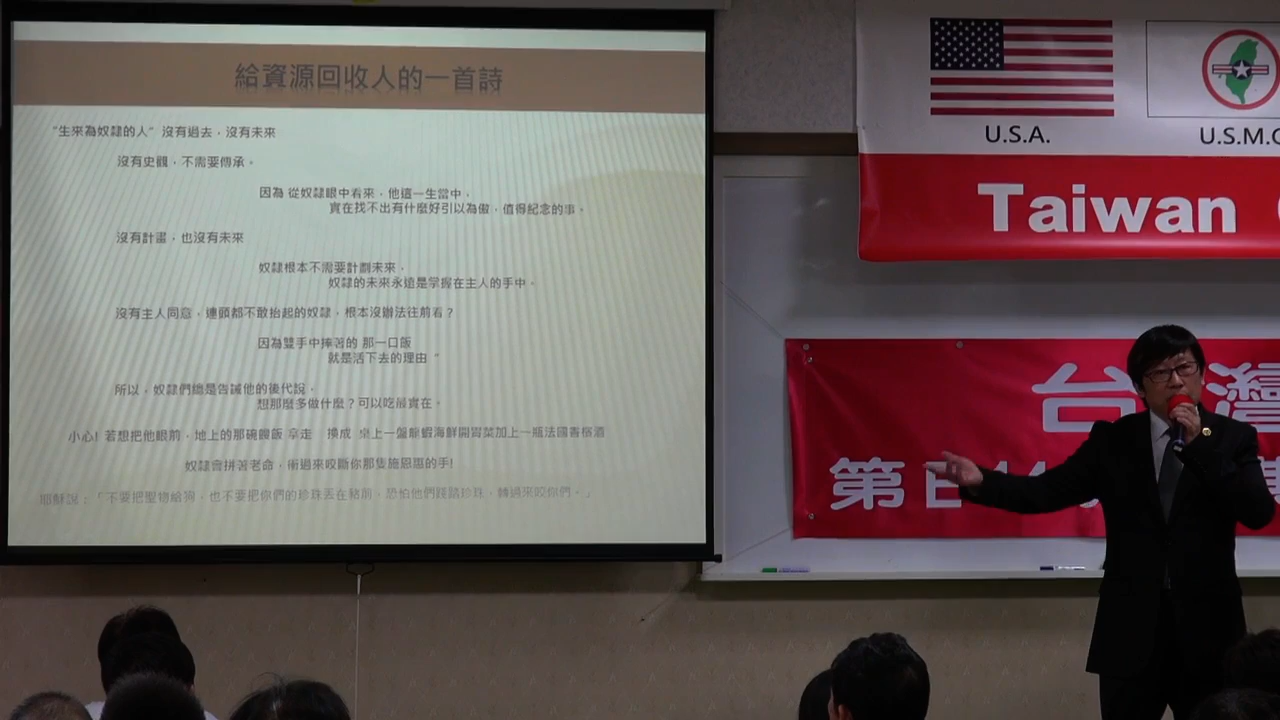 給資源回收人的一首詩
“生來為奴隸的人” 沒有過去，沒有未來
沒有史觀，不需要傳承。
因為 從奴隸眼中看來，他這一生當中，
實在找不出有什麼好引以為傲，值得紀念的事。
沒有計畫，也沒有未來
奴隸根本不需要計劃未來，
奴隸的未來永遠是掌握在主人的手中。
沒有主人同意，連頭都不敢抬起的奴隸，根本沒辦法往前看？
因為雙手中捧著的 那一口飯
就是活下去的理由 ”
所以，奴隸們總是告誡他的後代說，
想那麼多做什麼？可以吃最實在。
小心! 若想把他眼前，地上的那碗餿飯 拿走 換成 桌上一盤龍蝦海鮮開胃菜加上一瓶法國香檳酒
奴隸會拼著老命，衝過來咬斷你那隻施恩惠的手!
耶穌說：「不要把聖物給狗，也不要把你們的珍珠丟在豬前，恐怕他們踐踏珍珠，轉過來咬你們。」
U.S.A.
U.S.M.G
Taiwan
台灣
第